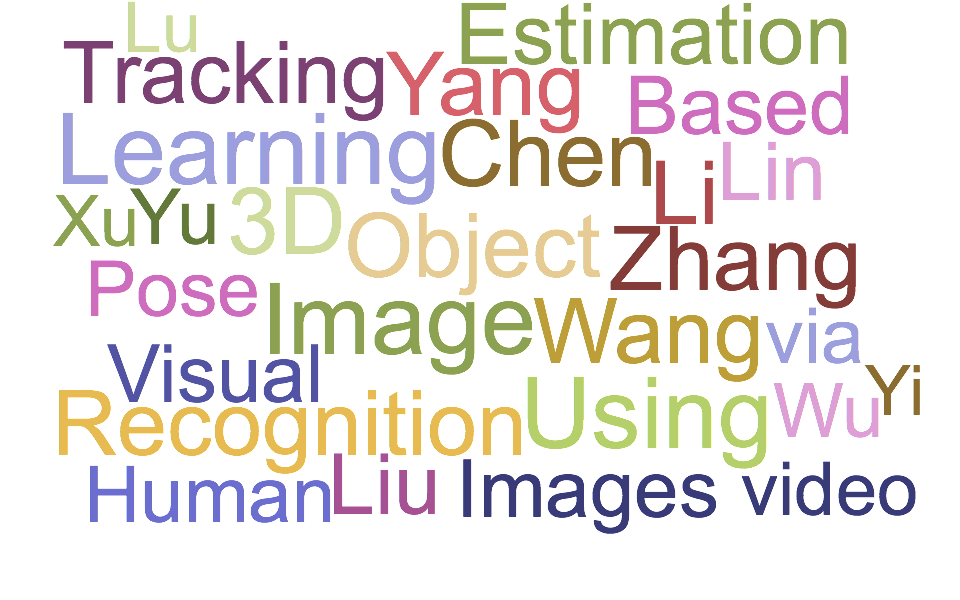 Lu Estimation
Tracking Yang Based
Learning Chen Li Lin
Xu Yu 3D Object Zhang
Pose Image Wang via
Visual Recognition Using Wu Yi
Human Liu Images video